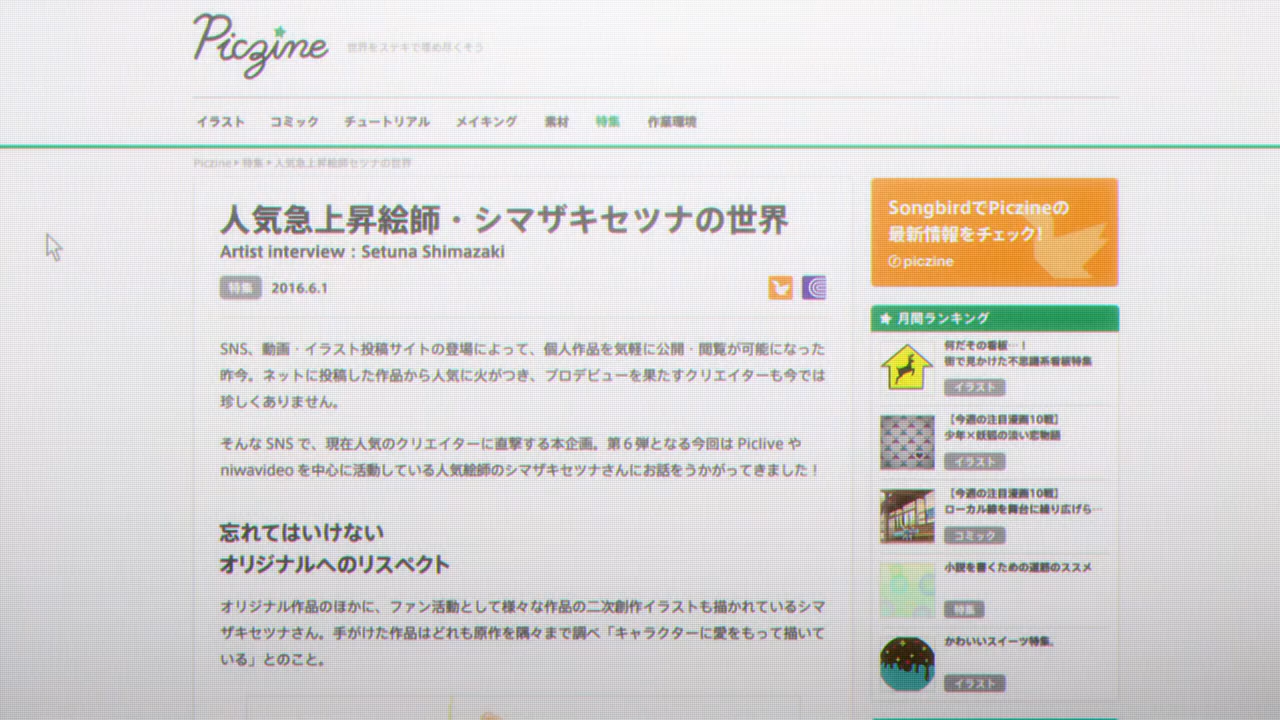 Piczine
世界をステキで埋め尽くそう
イラスト コミック チュートリアル メイキング 素材 特集 作業環境
Piczine 特集 人気急上昇絵師セツナの世界
人気急上昇絵師・シマザキセツナの世界
Artist interview：Setuna Shimazaki
特集 2016.6.1
SNS、動画・イラスト投稿サイトの登場によって、個人作品を気軽に公開・閲覧が可能になった
昨今。ネットに投稿した作品から人気に火がつき、プロデビューを果たすクリエイターも今では
珍しくありません。
そんな SNS で、現在人気のクリエイターに直撃する本企画。第６弾となる今回は Piclive や
niwavideo を中心に活動している人気絵師のシマザキセツナさんにお話をうかがってきました！
忘れてはいけない
オリジナルへのリスペクト
オリジナル作品のほかに、ファン活動として様々な作品の二次創作イラストも描かれているシマ
ザキセツナさん。手がけた作品はどれも原作を隅々まで調べ「キャラクターに愛をもって描いて
いる」とのこと。
SongbirdでPiczineの
最新情報をチェック!
piczine
月間ランキング
何だその看板…！
街で見かけた不思議系看板特集
イラスト
【今週の注目漫画10戦】
少年×妖狐の淡い恋物語
イラスト
【今週の注目漫画10戦】
ローカル線を舞台に繰り広げら…
コミック
小説を書くための道筋のススメ
特集
かわいいスイーツ特集。
イラスト